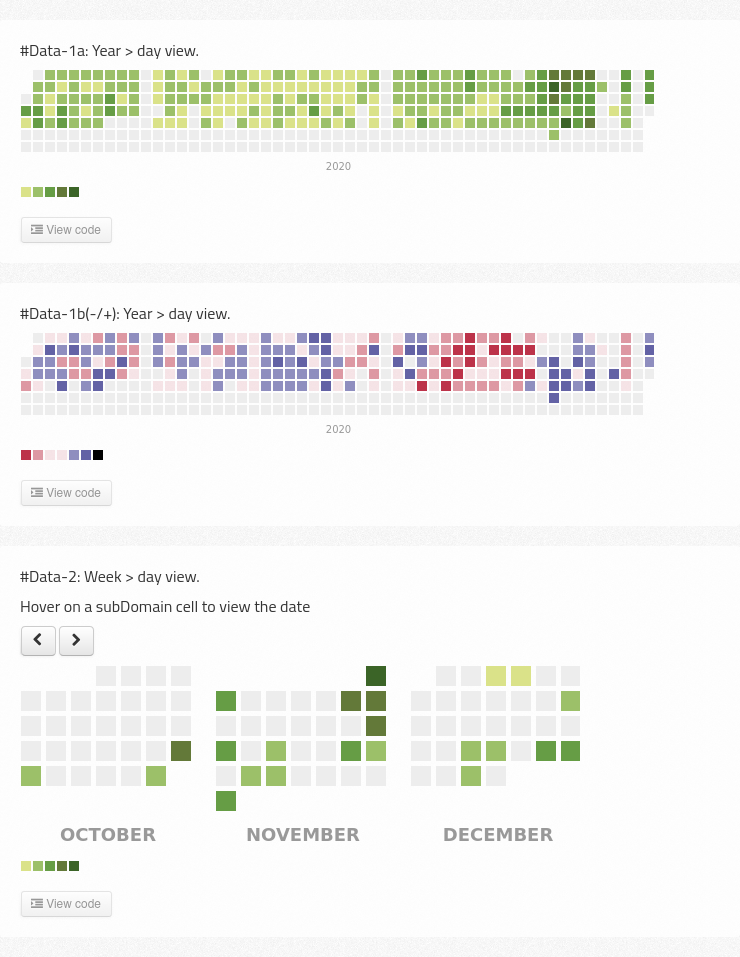 #Data-1a: Year > day view.
2020
View code
#Data-1b(-/+): Year > day view.
2020
View code
#Data-2: Week > day view.
Hover on a subDomain cell to view the date
OCTOBER NOVEMBER DECEMBER
View code